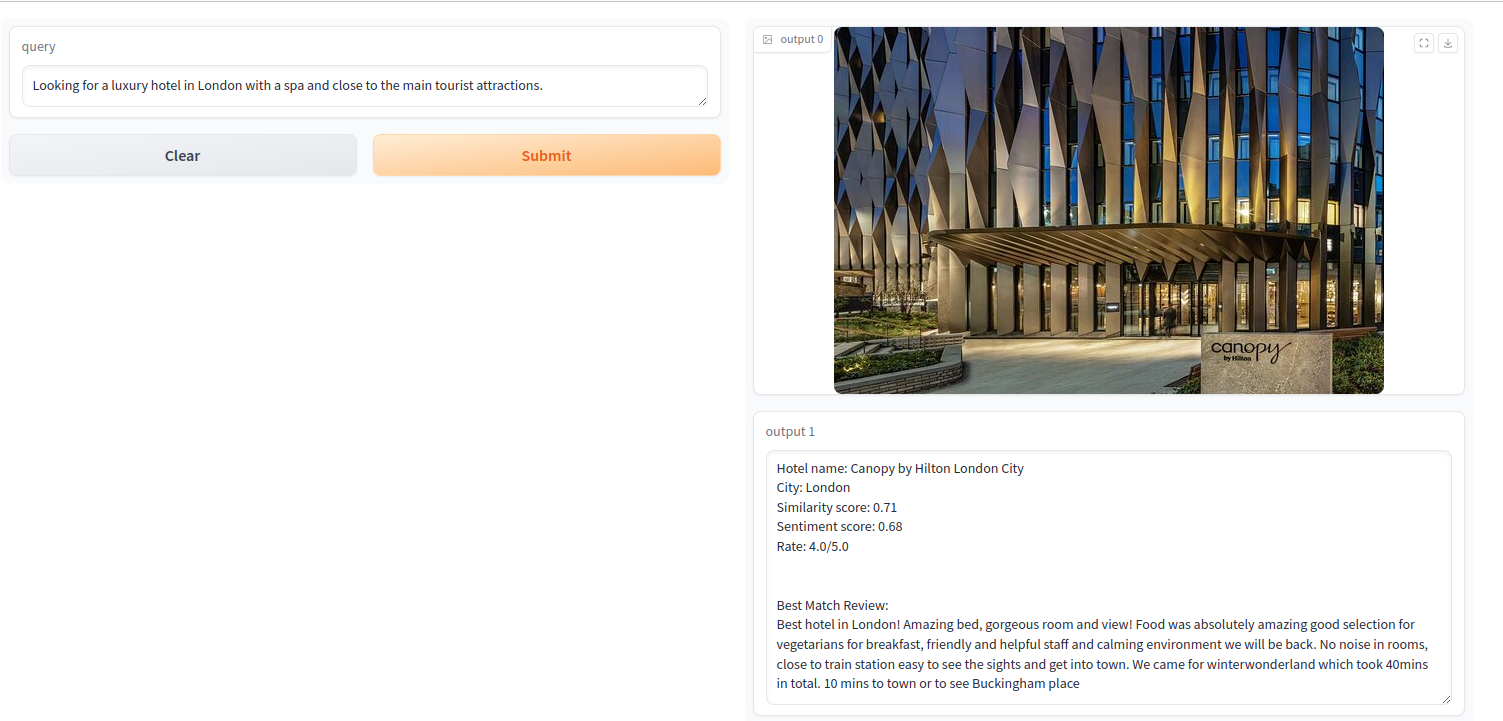 query
Looking for a luxury hotel in London with a spa and close to the main tourist attractions.
Clear
Submit
output 0
canopy
by Hilton
output 1
Hotel name: Canopy by Hilton London City
City: London
Similarity score: 0.71
Sentiment score: 0.68
Rate: 4.0/5.0
Best Match Review:
Best hotel in London! Amazing bed, gorgeous room and view! Food was absolutely amazing good selection for
vegetarians for breakfast, friendly and helpful staff and calming environment we will be back. No noise in rooms,
close to train station easy to see the sights and get into town. We came for winterwonderland which took 40mins
in total. 10 mins to town or to see Buckingham place